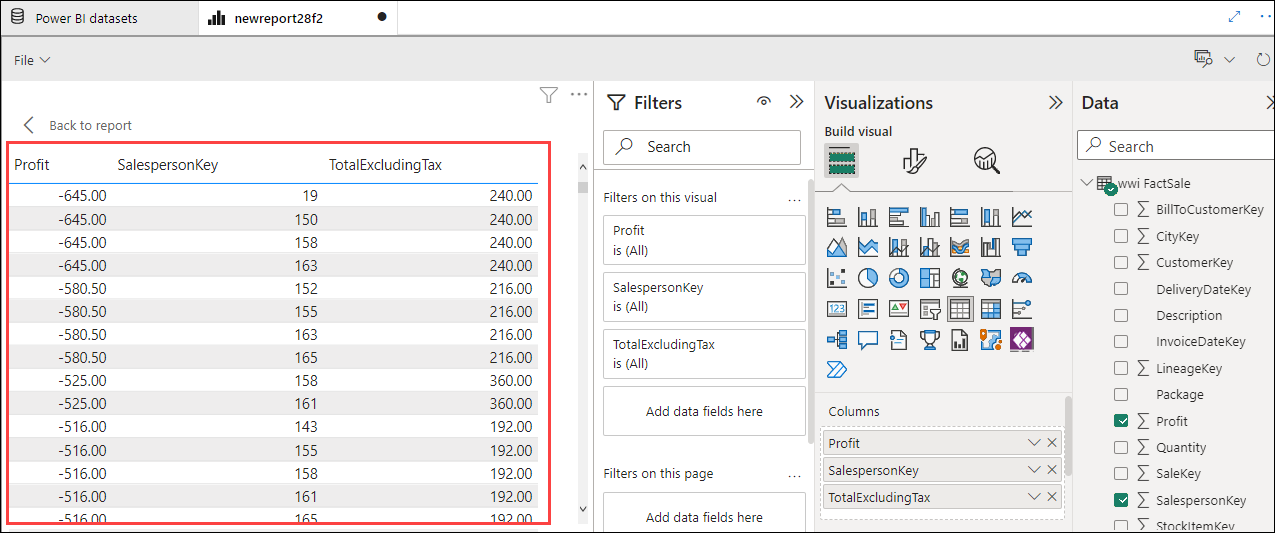 Power BI datasets
newreport28f2
File
Back to report
Profit SalespersonKey TotalExcludingTax
-645.00 19 240.00
-645.00 150 240.00
-645.00 158 240.00
-645.00 163 240.00
-580.50 152 216.00
-580.50 155 216.00
-580.50 163 216.00
-580.50 165 216.00
-525.00 158 360.00
-525.00 161 360.00
-516.00 143 192.00
-516.00 155 192.00
-516.00 158 192.00
-516.00 161 192.00
-516.00 165 192.00
Filters
Search
Filters on this visual
Profit
is (All)
SalespersonKey
is (All)
TotalExcludingTax
is (All)
Add data fields here
Filters on this page
Add data fields here
Visualizations
Build visual
123
Columns
Profit
SalespersonKey
TotalExcludingTax
Data
Search
wwi FactSale
BillToCustomerKey
CityKey
CustomerKey
DeliveryDateKey
Description
InvoiceDateKey
LineageKey
Package
Profit
Quantity
SaleKey
SalespersonKey
StockItemKey